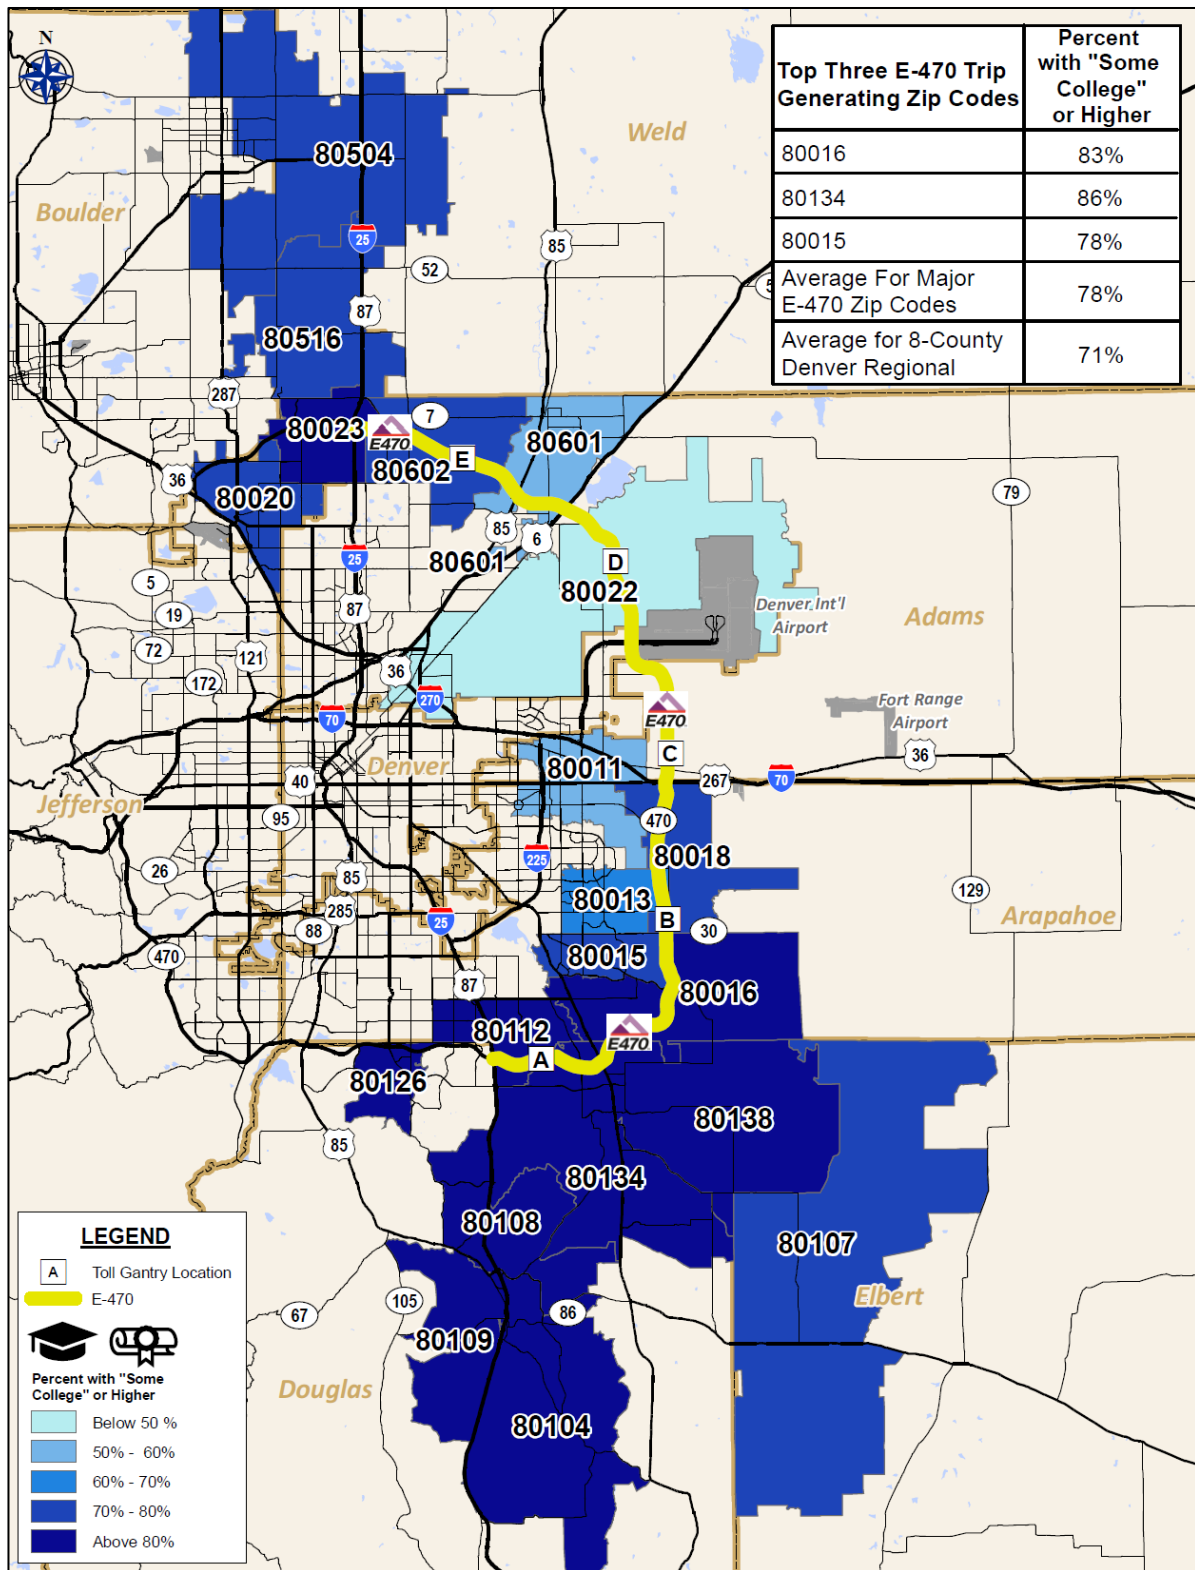 N
Top Three E-470 Trip
Generating Zip Codes
Percent
with "Some
College"
or Higher
80016
83%
80134
86%
80015
78%
Average For Major
E-470 Zip Codes
78%
Average for 8-County
Denver Regional
71%
Weld
80504
Boulder
25
85
52
87
80516
287
7
80023
E470
80602
E
80601
36
80020
79
85
6
25
80601
D
5
80022
87
19
Denver Int'l
Airport
Adams
72
121
36
172
270
E470
70
Fort Range
Airport
C
36
Denver
80011
40
267
70
Jefferson
95
470
225
80018
26
85
80013
129
285
B
Arapahoe
88
25
30
470
80015
87
80016
80112
E470
A
80126
80138
85
80134
80108
80107
LEGEND
A
Toll Gantry Location
E-470
105
86
67
Elbert
80109
Percent with "Some
College" or Higher
Douglas
80104
Below 50 %
50% - 60%
60% - 70%
70% - 80%
Above 80%